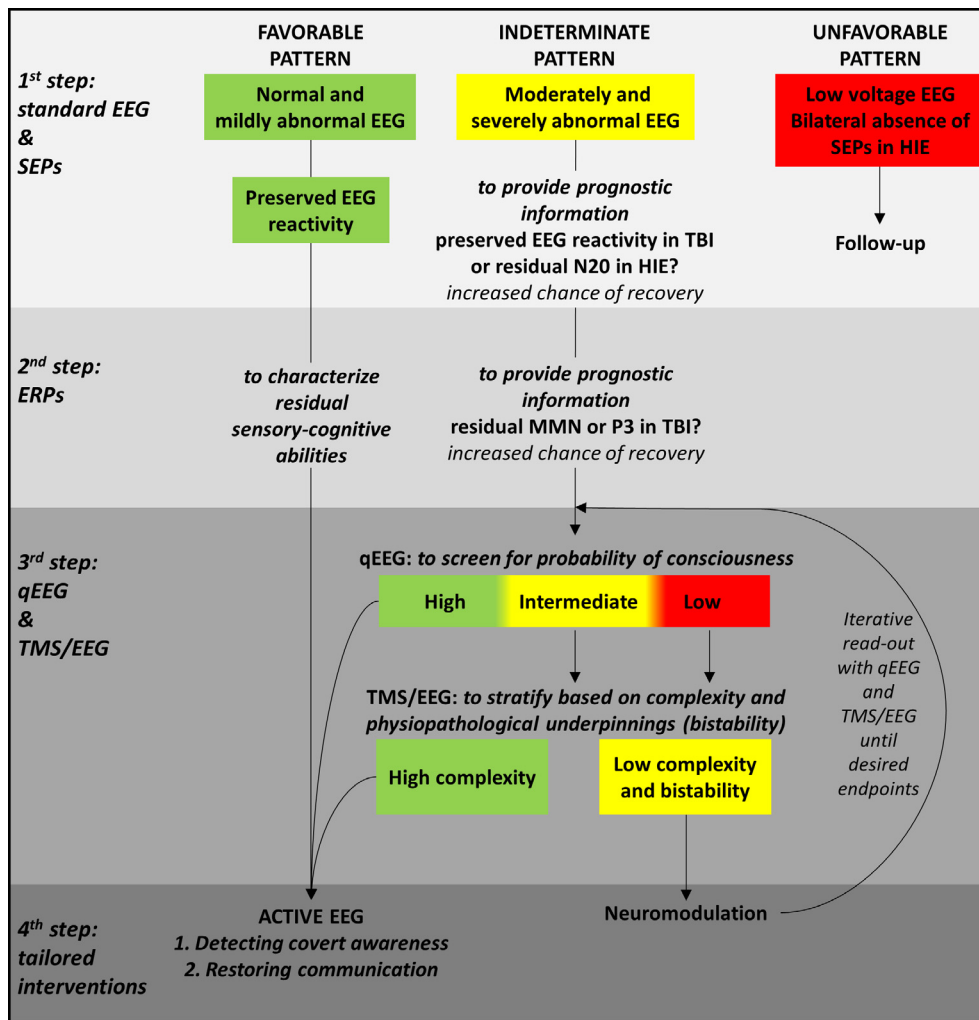 FAVORABLE
PATTERN
INDETERMINATE
PATTERN
UNFAVORABLE
PATTERN
1st step:
standard EEG
&
SEPs
Normal and
mildly abnormal EEG
Moderately and
severely abnormal EEG
Low voltage EEG
Bilateral absence of
SEPs in HIE
Preserved EEG
reactivity
to provide prognostic
information
preserved EEG reactivity in TBI
or residual N20 in HIE?
increased chance of recovery
Follow-up
2nd step:
ERPs
to characterize
residual
sensory-cognitive
abilities
to provide prognostic
information
residual MMN or P3 in TBI?
increased chance of recovery
3rd step:
qEEG
&
TMS/EEG
qEEG: to screen for probability of consciousness
High
Intermediate
Low
TMS/EEG: to stratify based on complexity and
physiopathological underpinnings (bistability)
High complexity
Low complexity
and bistability
Iterative
read-out
with qEEG
and
TMS/EEG
until
desired
endpoints
4th step:
tailored
interventions
ACTIVE EEG
1. Detecting covert awareness
2. Restoring communication
Neuromodulation